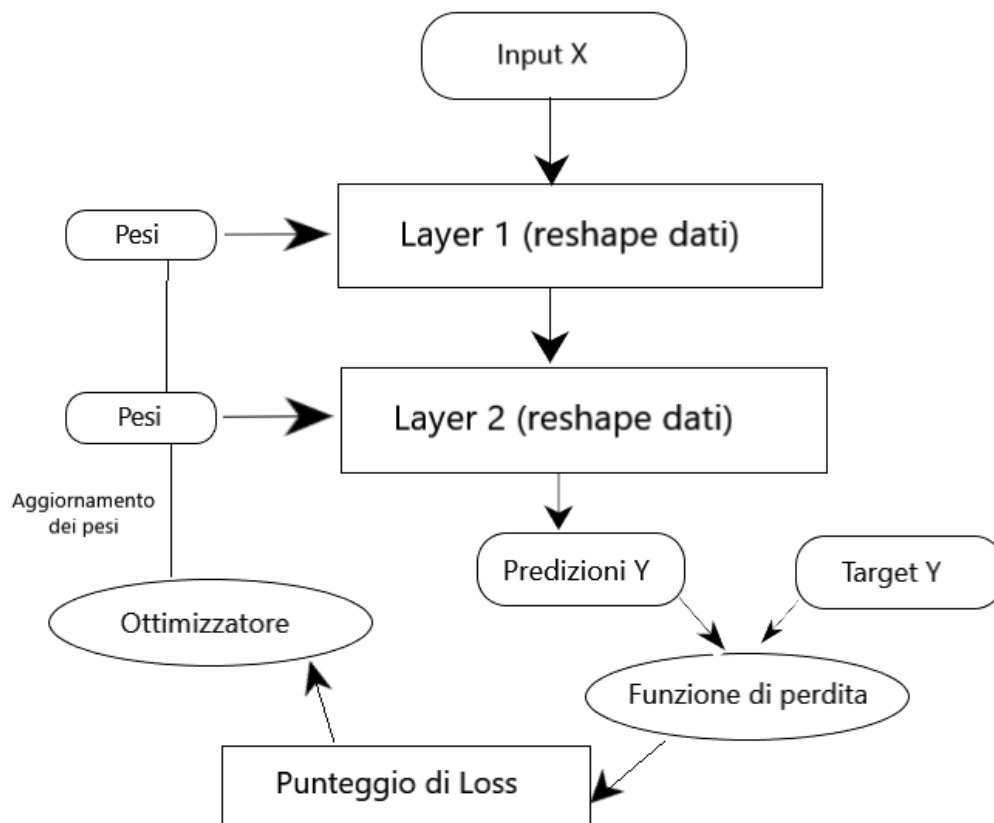 Input X
Pesi
Layer 1 (reshape dati)
Pesi
Layer 2 (reshape dati)
Aggiornamento
dei pesi
Predizioni Y
Target Y
Ottimizzatore
Funzione di perdita
Punteggio di Loss